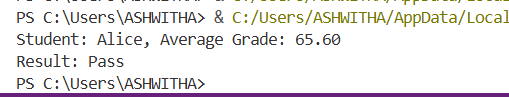 PS C:\Users\ASHWITHA> & C:/Users/ASHWITHA/AppData/Local
Student: Alice, Average Grade: 65.60
Result: Pass
PS C:\Users\ASHWITHA>